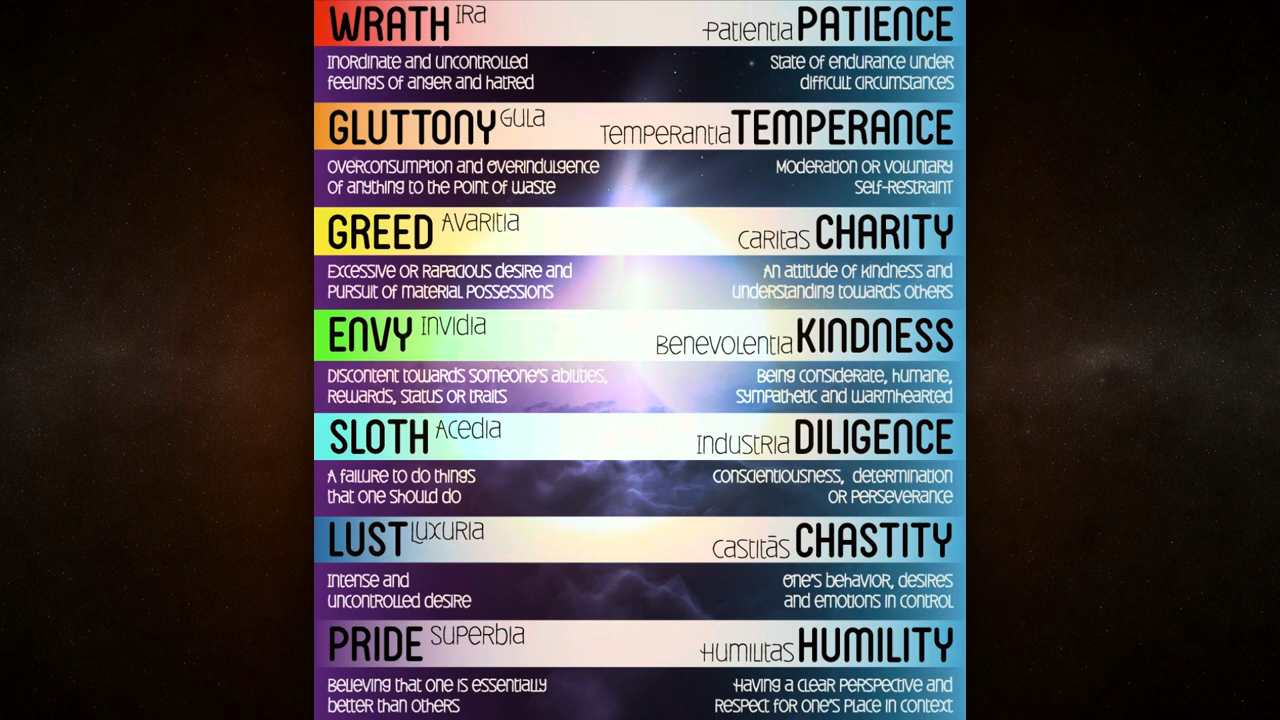 WRATH Ira Patientia PATIENCE
Inordinate and uncontrolled State of endurance under
feelings of anger and hatred difficult circumstances
GLUTTONY Gula Temperantia TEMPERANCE
Overconsumption and overindulgence Moderation or voluntary
of anything to the point of waste self-restraint
GREED Avaritia Caritas CHARITY
Excessive or rapacious desire and An attitude of kindness and
pursuit of material possessions understanding towards others
ENVY Invidia Benevolentia KINDNESS
Discontent towards someone's abilities, Being considerate, humane,
rewards, status or traits sympathetic and warmhearted
SLOTH Acedia Industria DILIGENCE
A failure to do things conscientiousness, determination
that one should do or perseverance
LUST Luxuria Castitās CHASTITY
Intense and One's behavior, desires
uncontrolled desire and emotions in control
PRIDE Superbia Humilitas HUMILITY
Believing that one is essentially Having a clear perspective and
better than others respect for one's place in context